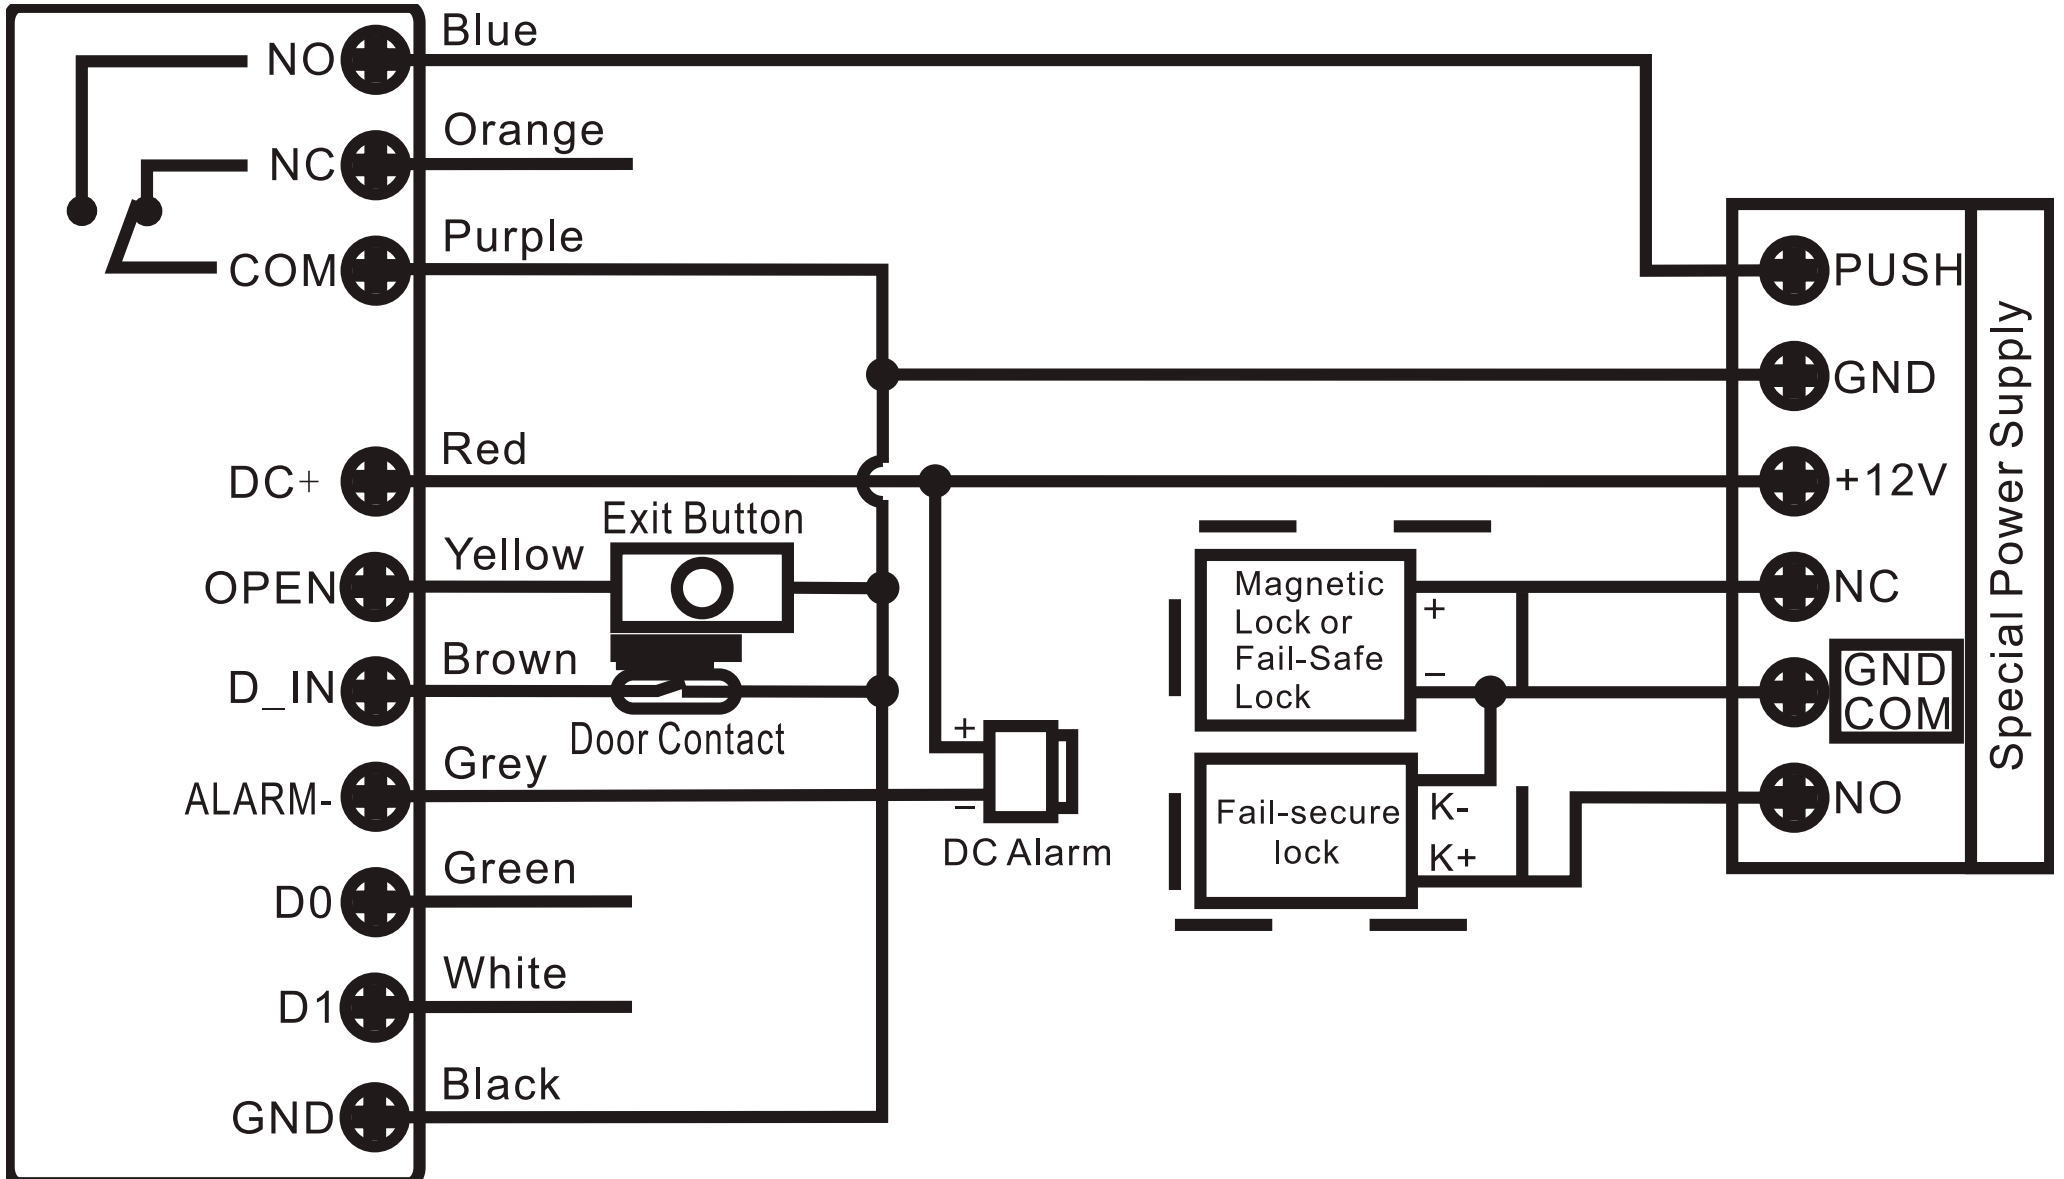 NO
Blue
NC
Orange
COM
Purple
DC+
Red
OPEN
Yellow
Exit Button
D_IN
Brown
Door Contact
ALARM-
Grey
+
−
DC Alarm
D0
Green
D1
White
GND
Black
Magnetic
Lock or
Fail-Safe
Lock
+
−
Fail-secure
lock
K-
K+
PUSH
GND
+12V
NC
GND
COM
NO
Special Power Supply